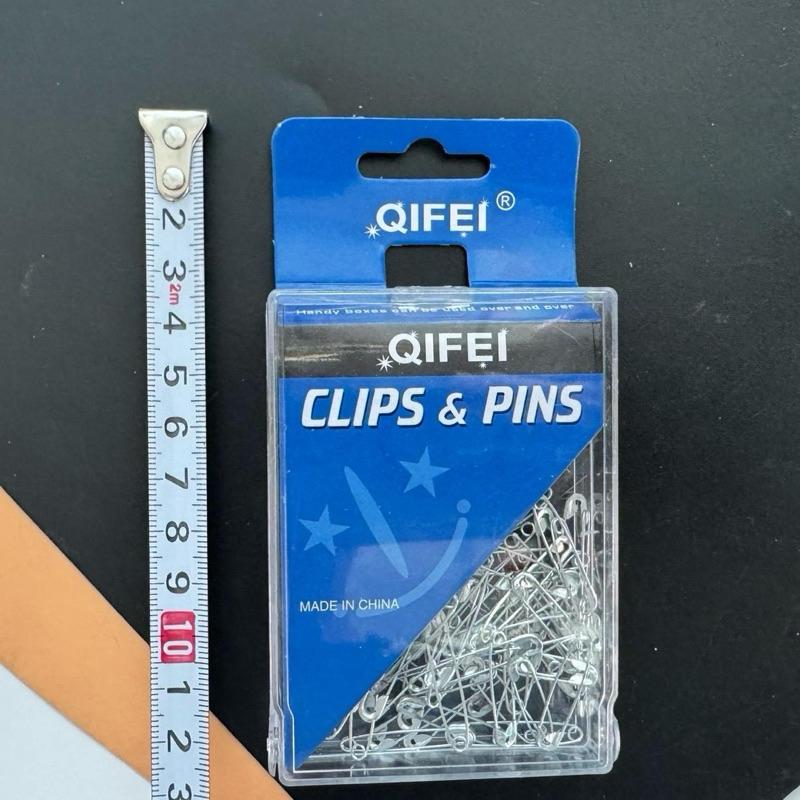 QIFEI®
Handy boxes can be used over and over
QIFEI
CLIPS & PINS
MADE IN CHINA
2
3
2m
4
5
6
7
8
9
10
1
2
3